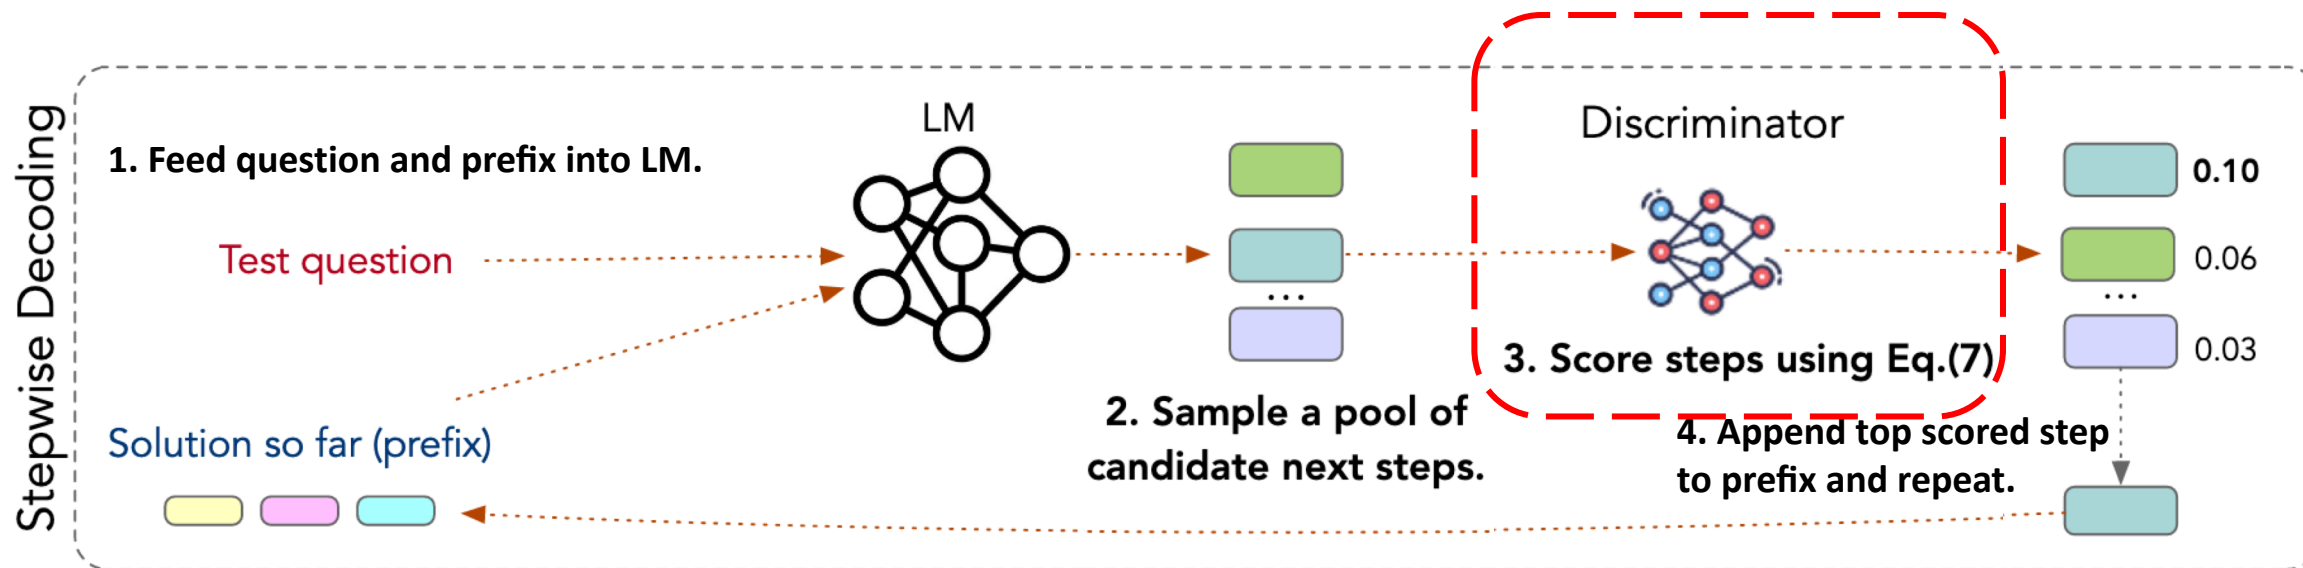 Stepwise Decoding
1. Feed question and prefix into LM.
Test question
Solution so far (prefix)
LM
...
2. Sample a pool of
candidate next steps.
Discriminator
3. Score steps using Eq.(7)
0.10
0.06
...
0.03
4. Append top scored step
to prefix and repeat.